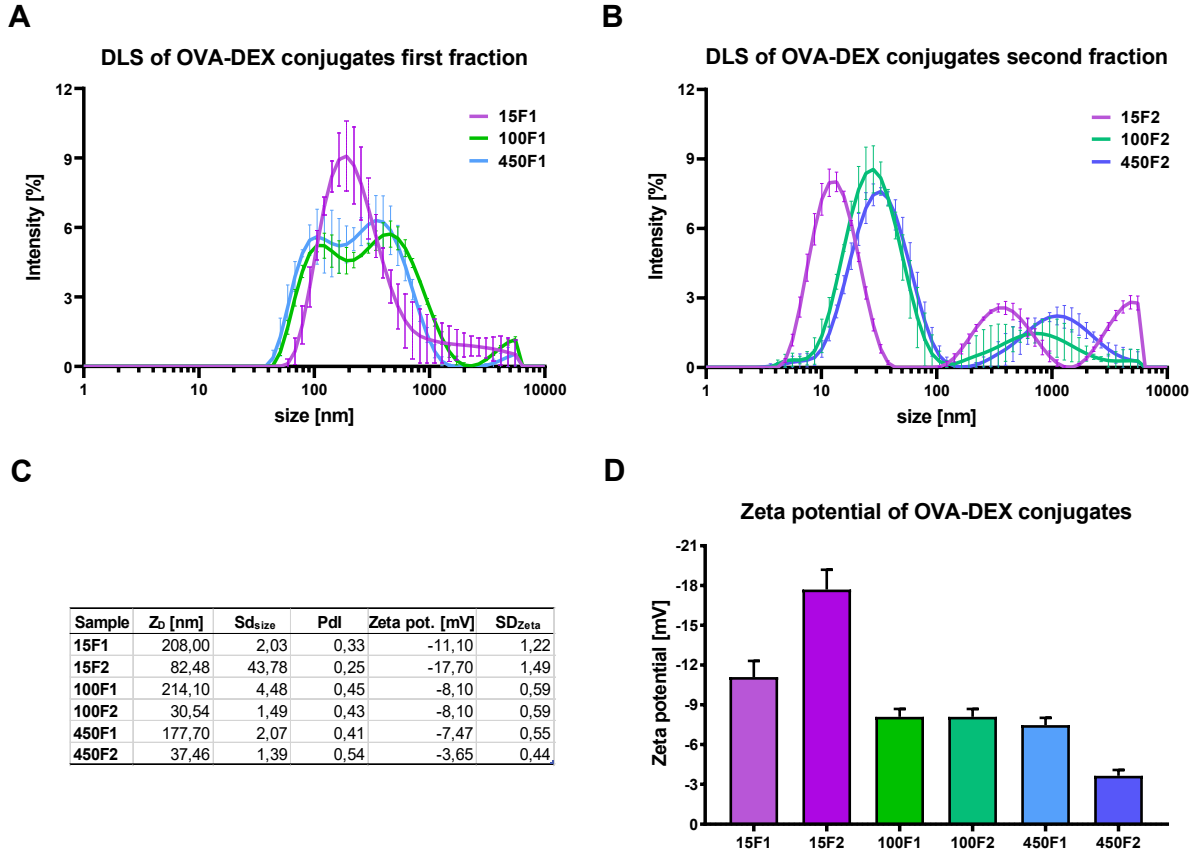 A
DLS of OVA-DEX conjugates first fraction
12
9
6
3
0
Intensity [%]
15F1
100F1
450F1
1 10 100 1000 10000
size [nm]
B
DLS of OVA-DEX conjugates second fraction
12
9
6
3
0
Intensity [%]
15F2
100F2
450F2
1 10 100 1000 10000
size [nm]
C
Sample ZD [nm] Sdsize PdI Zeta pot. [mV] SDZeta
15F1 208,00 2,03 0,33 -11,10 1,22
15F2 82,48 43,78 0,25 -17,70 1,49
100F1 214,10 4,48 0,45 -8,10 0,59
100F2 30,54 1,49 0,43 -8,10 0,59
450F1 177,70 2,07 0,41 -7,47 0,55
450F2 37,46 1,39 0,54 -3,65 0,44
D
Zeta potential of OVA-DEX conjugates
-21
-18
-15
-12
-9
-6
-3
0
Zeta potential [mV]
15F1 15F2 100F1 100F2 450F1 450F2